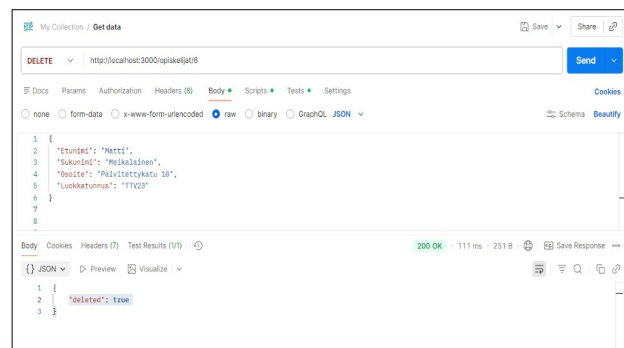 My Collection / Get data
Save
Share
DELETE
http://localhost:3000/opiskelijat/6
Send
Docs Params Authorization Headers (8) Body Scripts Tests Settings
Cookies
none form-data x-www-form-urlencoded raw binary GraphQL JSON
Schema Beautify
1 {
2 "Etunimi": "Matti",
3 "Sukunimi": "Meikalainen",
4 "Osoite": "Paivitettykatu 10",
5 "Luokkatunnus": "TTV23"
6 }
7
8
Body Cookies Headers (7) Test Results (1/1)
200 OK · 111 ms · 251 B · Save Response
{} JSON Preview Visualize
1 {
2 "deleted": true
3 }